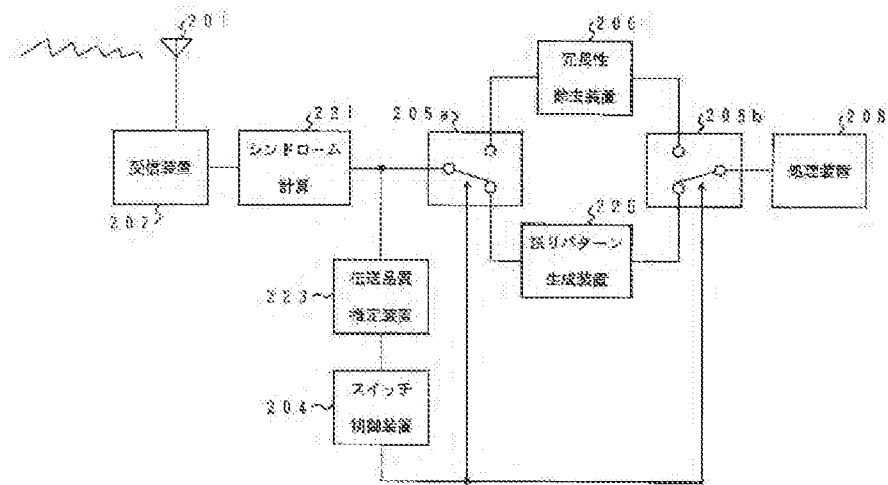 201
206
冗長性
除去装置
221
205a
205b
208
受信装置
シンドローム
計算
処理装置
202
225
誤りパターン
生成装置
223
伝送品質
推定装置
204
スイッチ
制御装置